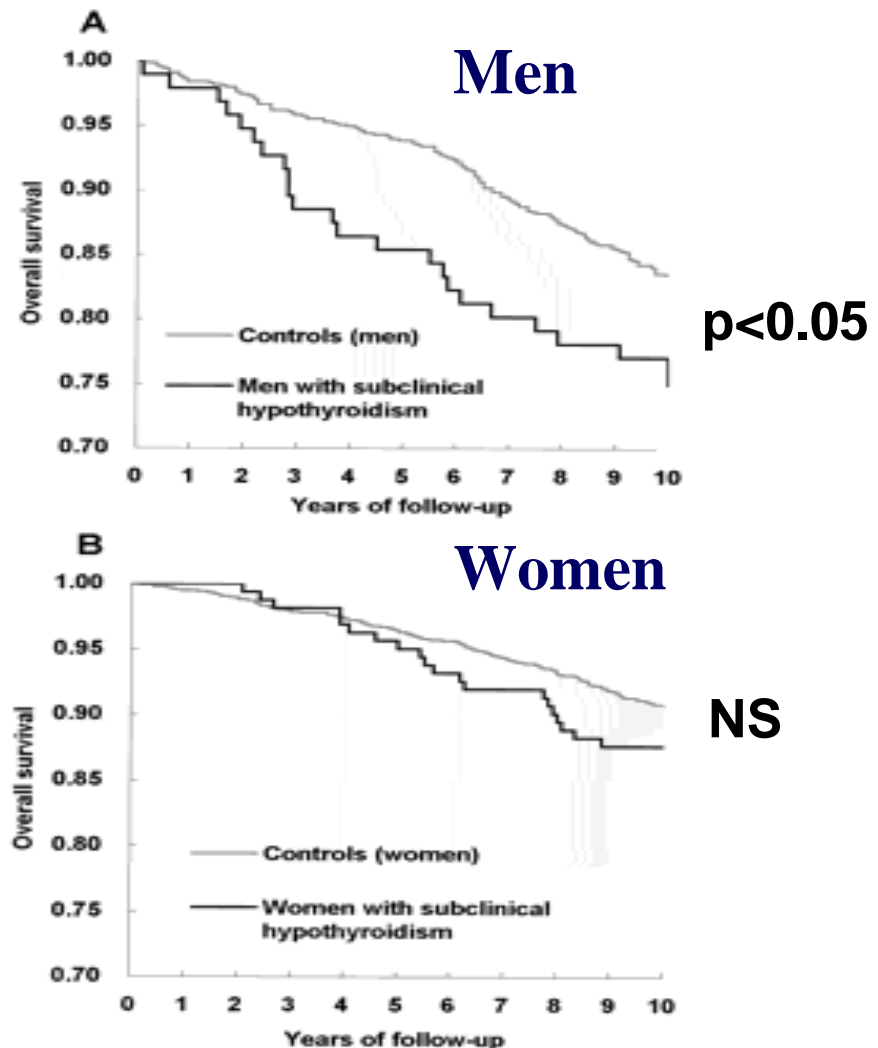 A
Men
1.00
0.95
0.90
0.85
0.80
0.75
0.70
Overall survival
Controls (men)
Men with subclinical
hypothyroidism
p<0.05
0 1 2 3 4 5 6 7 8 9 10
Years of follow-up
B
Women
1.00
0.95
0.90
0.85
0.80
0.75
0.70
Overall survival
NS
Controls (women)
Women with subclinical
hypothyroidism
0 1 2 3 4 5 6 7 8 9 10
Years of follow-up